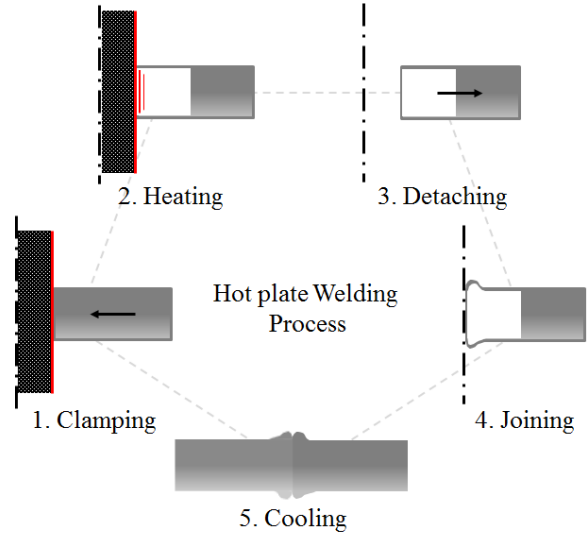 2. Heating
3. Detaching
Hot plate Welding
Process
1. Clamping
4. Joining
5. Cooling